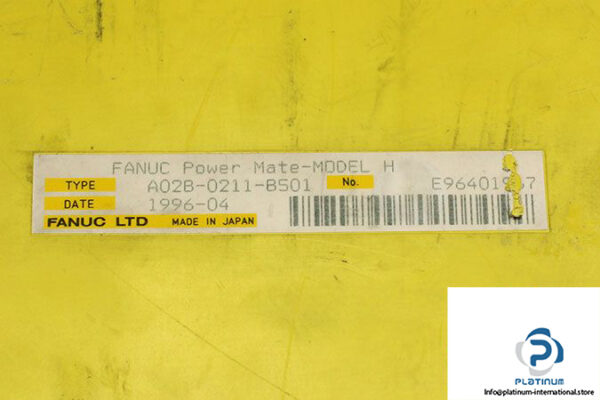 FANUC Power Mate-MODEL H
TYPE A02B-0211-B501 No.
DATE 1996-04
FANUC LTD MADE IN JAPAN
PLATINUM
Info@platinum-international.store